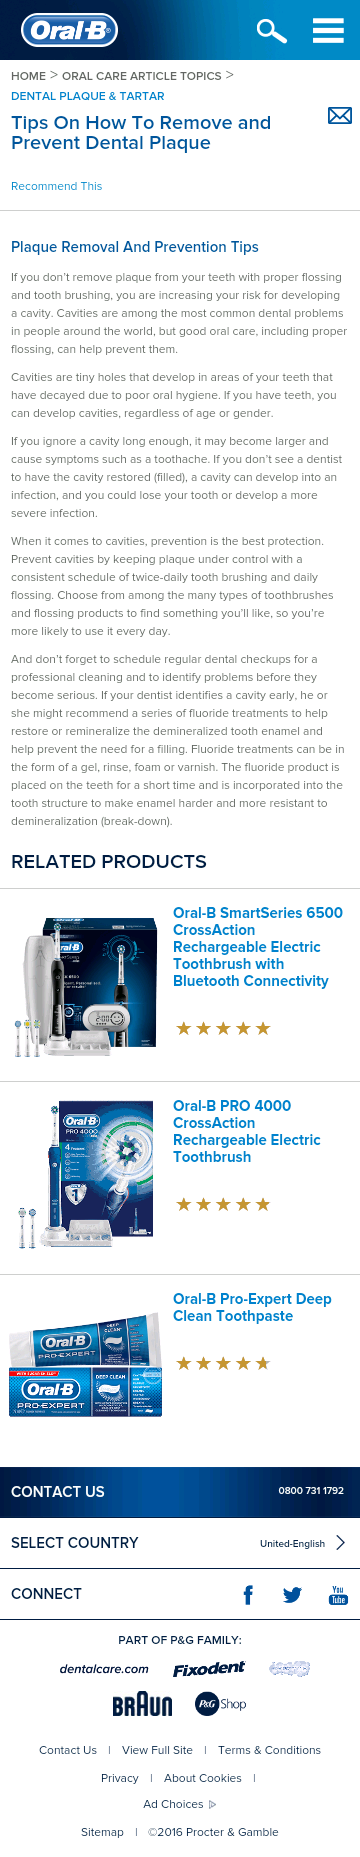 Oral-B
HOME > ORAL CARE ARTICLE TOPICS >
DENTAL PLAQUE & TARTAR
Tips On How To Remove and
Prevent Dental Plaque
Recommend This
Plaque Removal And Prevention Tips
If you don’t remove plaque from your teeth with proper flossing
and tooth brushing, you are increasing your risk for developing
a cavity. Cavities are among the most common dental problems
in people around the world, but good oral care, including proper
flossing, can help prevent them.
Cavities are tiny holes that develop in areas of your teeth that
have decayed due to poor oral hygiene. If you have teeth, you
can develop cavities, regardless of age or gender.
If you ignore a cavity long enough, it may become larger and
cause symptoms such as a toothache. If you don’t see a dentist
to have the cavity restored (filled), a cavity can develop into an
infection, and you could lose your tooth or develop a more
severe infection.
When it comes to cavities, prevention is the best protection.
Prevent cavities by keeping plaque under control with a
consistent schedule of twice-daily tooth brushing and daily
flossing. Choose from among the many types of toothbrushes
and flossing products to find something you’ll like, so you’re
more likely to use it every day.
And don’t forget to schedule regular dental checkups for a
professional cleaning and to identify problems before they
become serious. If your dentist identifies a cavity early, he or
she might recommend a series of fluoride treatments to help
restore or remineralize the demineralized tooth enamel and
help prevent the need for a filling. Fluoride treatments can be in
the form of a gel, rinse, foam or varnish. The fluoride product is
placed on the teeth for a short time and is incorporated into the
tooth structure to make enamel harder and more resistant to
demineralization (break-down).
RELATED PRODUCTS
Oral-B SmartSeries 6500
CrossAction
Rechargeable Electric
Toothbrush with
Bluetooth Connectivity
Oral-B
PRO 4000
Oral-B PRO 4000
CrossAction
Rechargeable Electric
Toothbrush
Oral-B Pro-Expert Deep
Clean Toothpaste
Oral-B
PRO-EXPERT
DEEP CLEAN
Oral-B
PRO-EXPERT
DEEP CLEAN
CONTACT US
0800 731 1792
SELECT COUNTRY
United-English
CONNECT
You Tube
PART OF P&G FAMILY:
dentalcare.com
Fixodent
BRAUN
P&G Shop
Contact Us | View Full Site | Terms & Conditions
Privacy | About Cookies |
Ad Choices
Sitemap | ©2016 Procter & Gamble